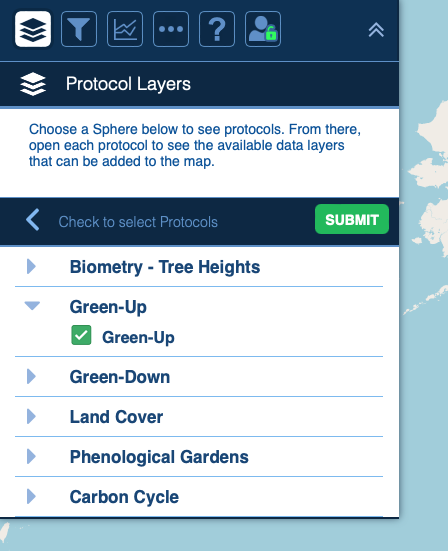 ?
Protocol Layers
Choose a Sphere below to see protocols. From there,
open each protocol to see the available data layers
that can be added to the map.
Check to select Protocols
SUBMIT
Biometry - Tree Heights
Green-Up
Green-Up
Green-Down
Land Cover
Phenological Gardens
Carbon Cycle